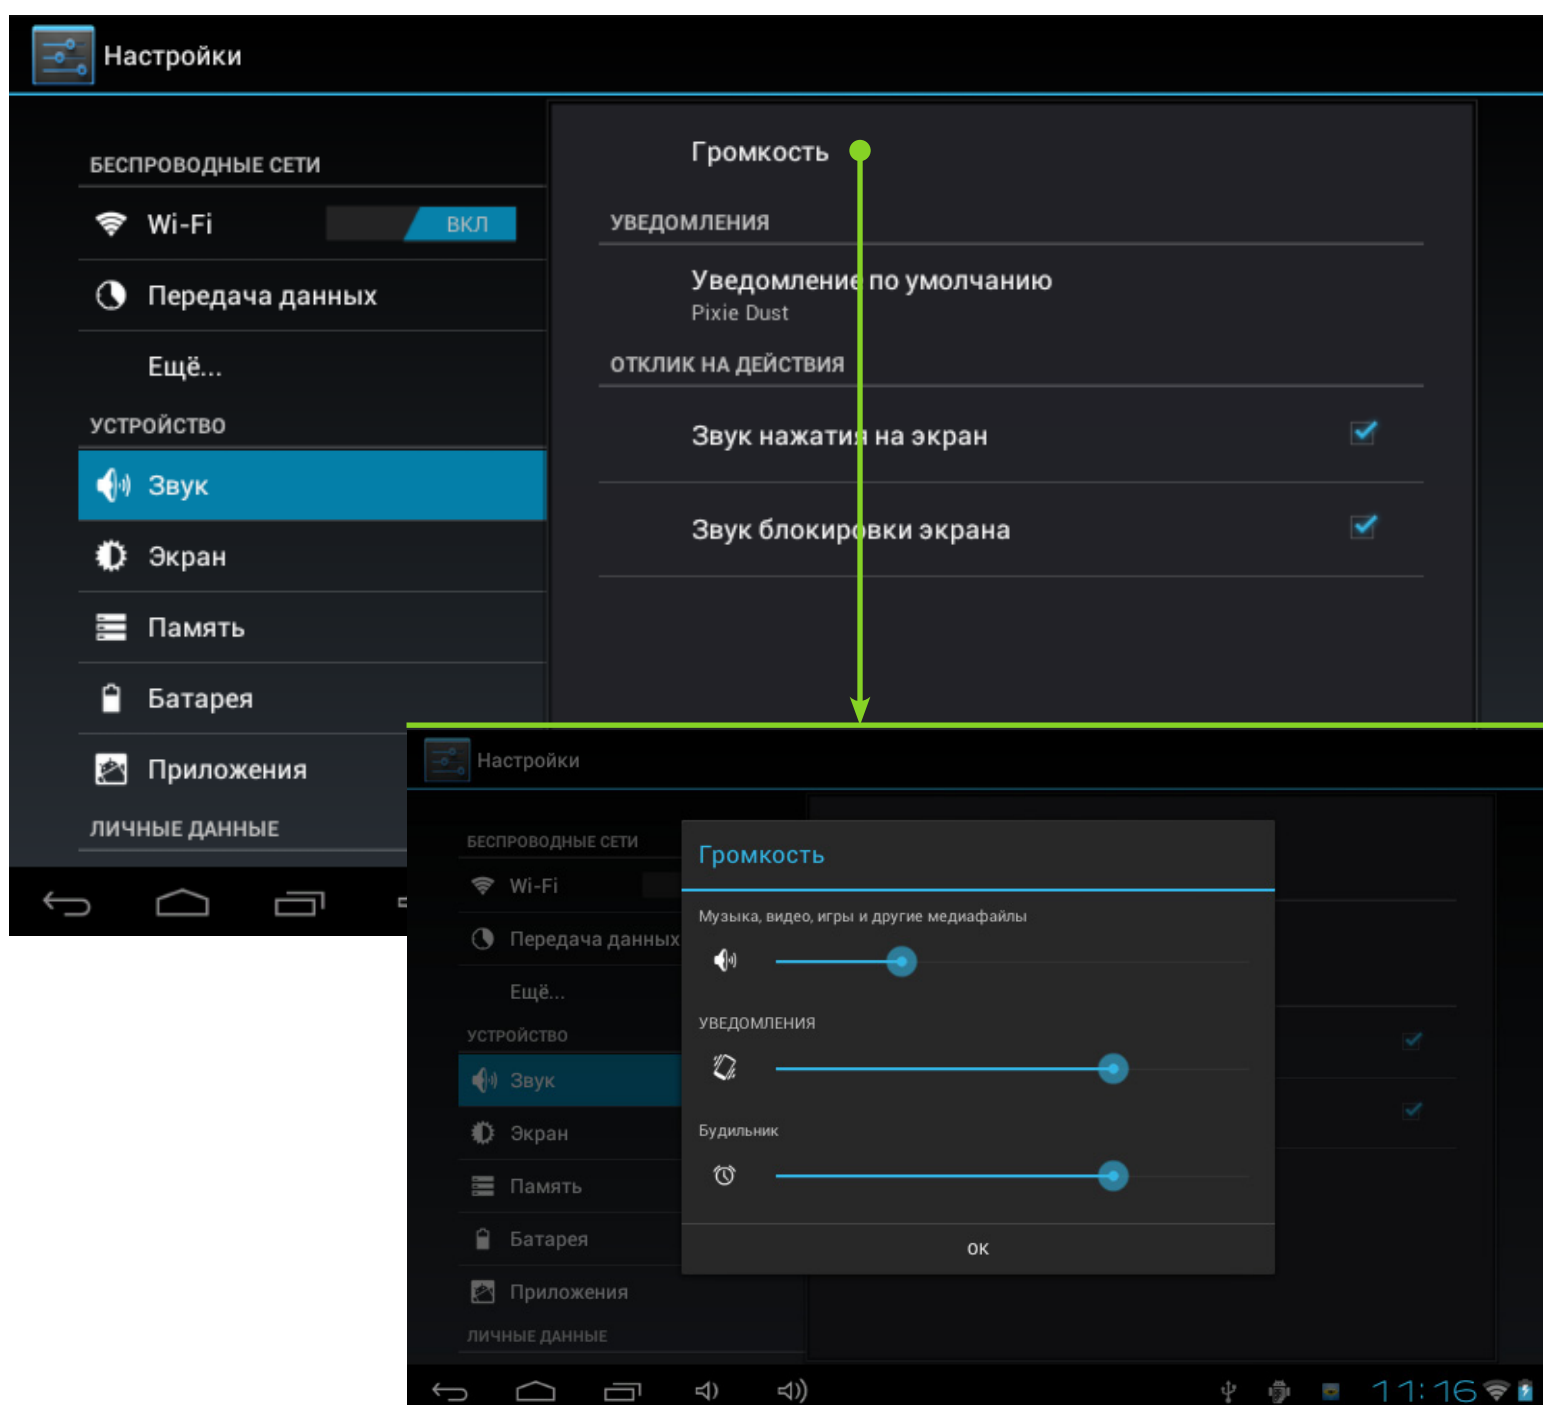 Настройки
БЕСПРОВОДНЫЕ СЕТИ
Wi-Fi
ВКЛ
Передача данных
Ещё...
УСТРОЙСТВО
Звук
Экран
Память
Батарея
Приложения
ЛИЧНЫЕ ДАННЫЕ
Громкость
УВЕДОМЛЕНИЯ
Уведомление по умолчанию
Pixie Dust
ОТКЛИК НА ДЕЙСТВИЯ
Звук нажатия на экран
Звук блокировки экрана
Настройки
БЕСПРОВОДНЫЕ СЕТИ
Wi-Fi
Передача данных
Ещё...
УСТРОЙСТВО
Звук
Экран
Память
Батарея
Приложения
ЛИЧНЫЕ ДАННЫЕ
Громкость
Музыка, видео, игры и другие медиафайлы
УВЕДОМЛЕНИЯ
Будильник
ОК
11:16